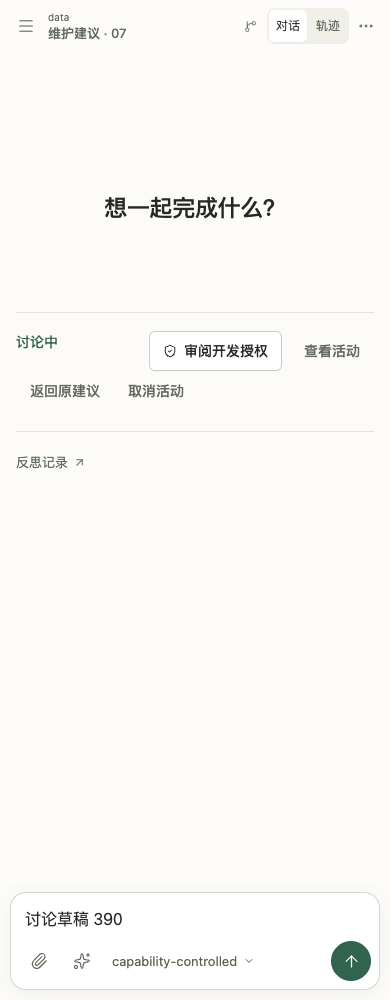 data
维护建议 · 07
对话
轨迹
想一起完成什么?
讨论中
审阅开发授权
查看活动
返回原建议
取消活动
反思记录
讨论草稿 390
capability-controlled